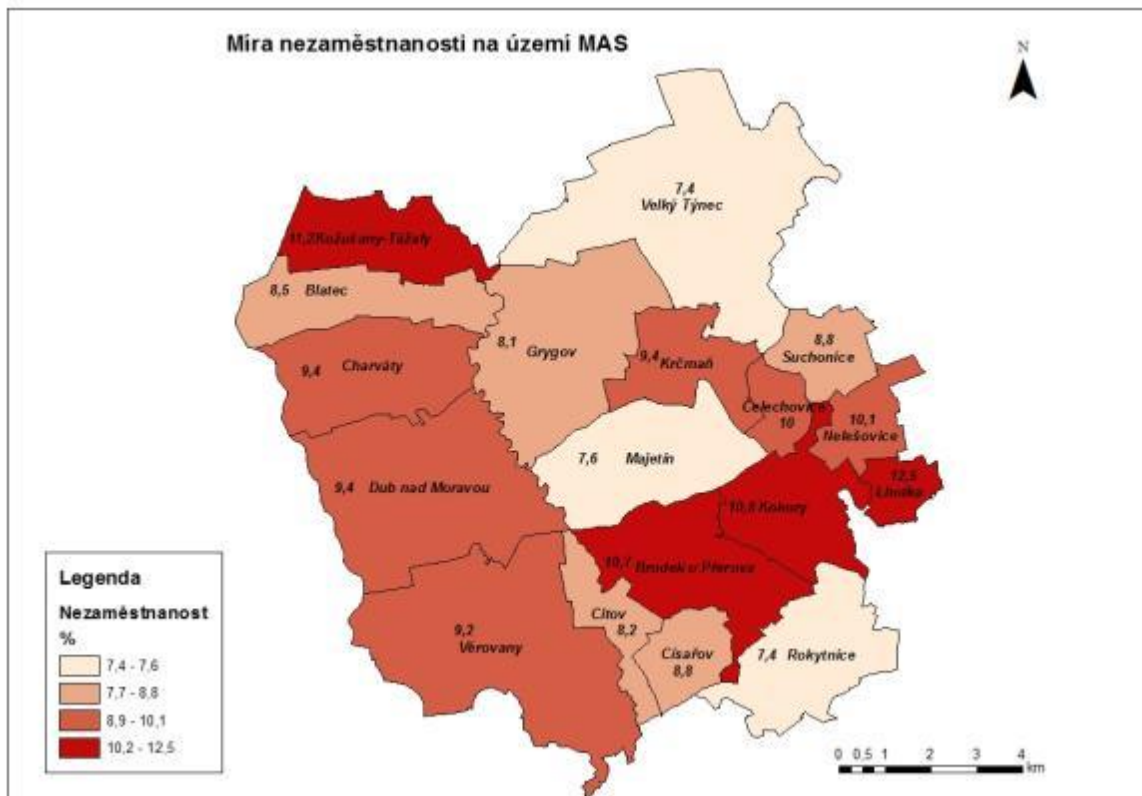 Míra nezaměstnanosti na území MAS
N
7,4
Velký Týnec
11,2 Kožušany-Tážaly
8,5 Blatec
8,1 Grygov
8,8
Suchonice
9,4 Krčmaň
9,4 Charváty
Čelechovice
10
10,1
Nelešovice
7,6 Majetín
12,5
Lhotka
9,4 Dub nad Moravou
10,8 Kokory
10,7 Brodek u Přerova
Citov
8,2
9,2
Věrovany
Císařov
8,8
7,4 Rokytnice
Legenda
Nezaměstnanost
%
7,4 - 7,6
7,7 - 8,8
8,9 - 10,1
10,2 - 12,5
0 0,5 1 2 3 4
km